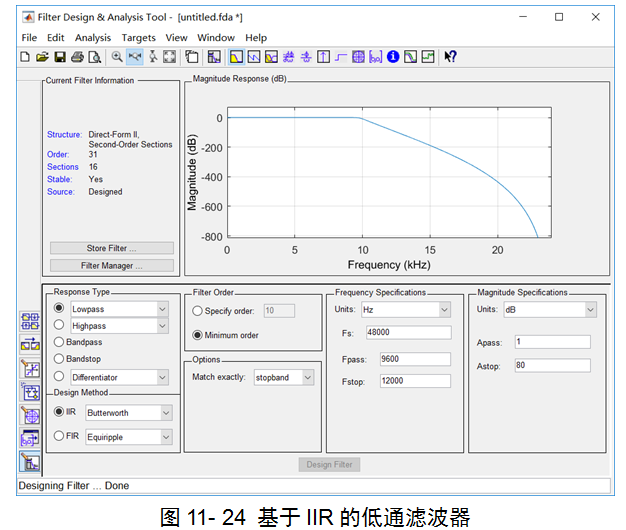 Filter Design & Analysis Tool - [untitled.fda *]
File Edit Analysis Targets View Window Help
Current Filter Information
Structure: Direct-Form II,
Second-Order Sections
Order: 31
Sections 16
Stable: Yes
Source: Designed
Store Filter ...
Filter Manager ...
Magnitude Response (dB)
Magnitude (dB)
0
-200
-400
-600
-800
0 5 10 15 20
Frequency (kHz)
Response Type
Lowpass
Highpass
Bandpass
Bandstop
Differentiator
Design Method
IIR Butterworth
FIR Equiripple
Filter Order
Specify order: 10
Minimum order
Options
Match exactly: stopband
Frequency Specifications
Units: Hz
Fs: 48000
Fpass: 9600
Fstop: 12000
Magnitude Specifications
Units: dB
Apass: 1
Astop: 80
Design Filter
Designing Filter ... Done
图 11- 24 基于 IIR 的低通滤波器